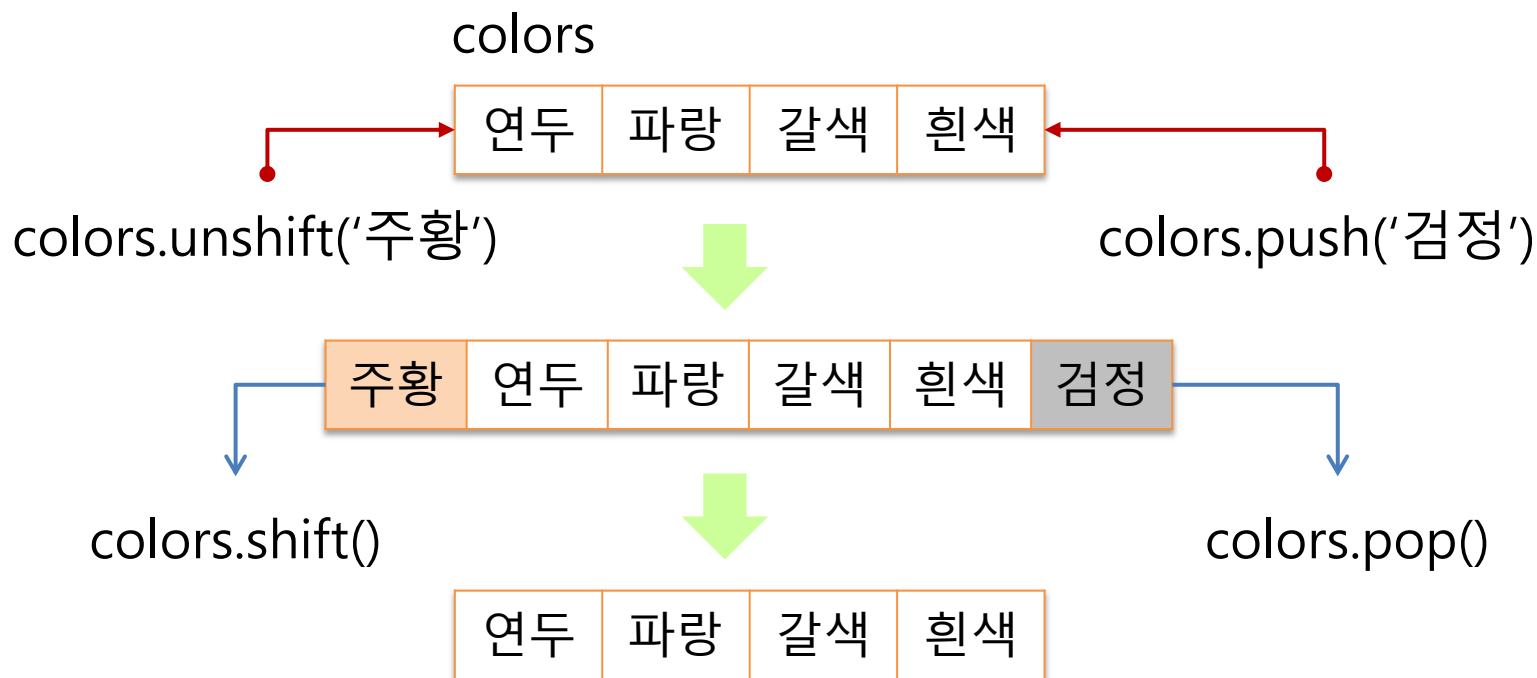 colors
연두 파랑 갈색 흰색
colors.unshift(‘주황’) colors.push(‘검정’)
주황 연두 파랑 갈색 흰색 검정
colors.shift() colors.pop()
연두 파랑 갈색 흰색